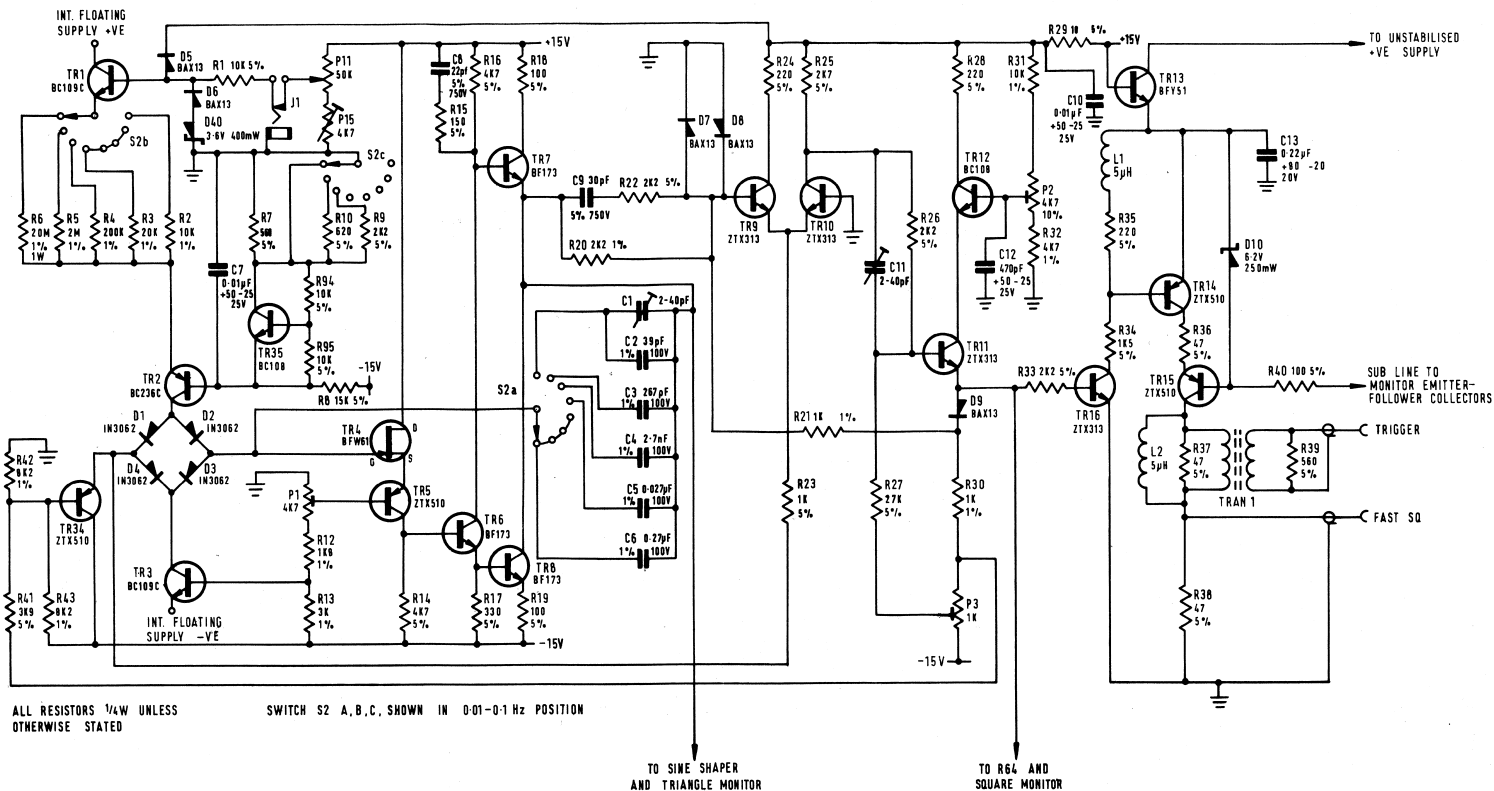 INT. FLOATING
SUPPLY +VE
TR1
BC109C
D5
BAX13
R1 10K 5%
D6
BAX13
D40
3·6V 400mW
J1
P11
50K
P15
4K7
S2b
S2c
R6
20M
1%
1W
R5
2M
1%
R4
200K
1%
R3
20K
1%
R2
10K
1%
R7
560
5%
R10
620
5%
R9
2K2
5%
C7
0·01µF
+50 -25
25V
R94
10K
5%
TR35
BC108
R95
10K
5%
-15V
R8 15K 5%
TR2
BC236C
D1
IN3062
D2
IN3062
D4
IN3062
D3
IN3062
R42
8K2
1%
TR34
ZTX510
TR3
BC109C
R41
3K9
5%
R43
8K2
1%
INT. FLOATING
SUPPLY -VE
C8
22pf
5%
750V
R15
150
5%
R16
4K7
5%
R18
100
5%
+15V
TR7
BF173
C9 30pF
5% 750V
R22 2K2 5%
R20 2K2 1%
TR4
BFW61
D
G
S
P1
4K7
TR5
ZTX510
R12
1K8
1%
R13
3K
1%
R14
4K7
5%
TR6
BF173
TR8
BF173
R17
330
5%
R19
100
5%
-15V
S2a
C1
2-40pF
C2 39pF
1% 100V
C3 267pF
1% 100V
C4 2·7nF
1% 100V
C5 0·027µF
1% 100V
C6 0·27µF
1% 100V
D7
BAX13
D8
BAX13
R24
220
5%
R25
2K7
5%
TR9
ZTX313
TR10
ZTX313
C11
2-40pF
R26
2K2
5%
R21 1K 1%
R23
1K
5%
R27
27K
5%
R28
220
5%
R31
10K
1%
R29 10 5%
+15V
C10
0·01µF
+50 -25
25V
TR12
BC108
P2
4K7
10%
R32
4K7
1%
C12
470pF
+50 -25
25V
TR11
ZTX313
D9
BAX13
R33 2K2 5%
R30
1K
1%
P3
1K
-15V
TR13
BFY51
TO UNSTABILISED
+VE SUPPLY
L1
5µH
C13
0·22µF
+80 -20
20V
R35
220
5%
D10
6·2V
250mW
TR14
ZTX510
R34
1K5
5%
R36
47
5%
TR15
ZTX510
TR16
ZTX313
R40 100 5%
SUB LINE TO
MONITOR EMITTER-
FOLLOWER COLLECTORS
L2
5µH
R37
47
5%
TRAN 1
R39
560
5%
TRIGGER
FAST SQ
R38
47
5%
ALL RESISTORS 1/4W UNLESS
OTHERWISE STATED
SWITCH S2 A,B,C, SHOWN IN 0·01-0·1 Hz POSITION
TO SINE SHAPER
AND TRIANGLE MONITOR
TO R64 AND
SQUARE MONITOR